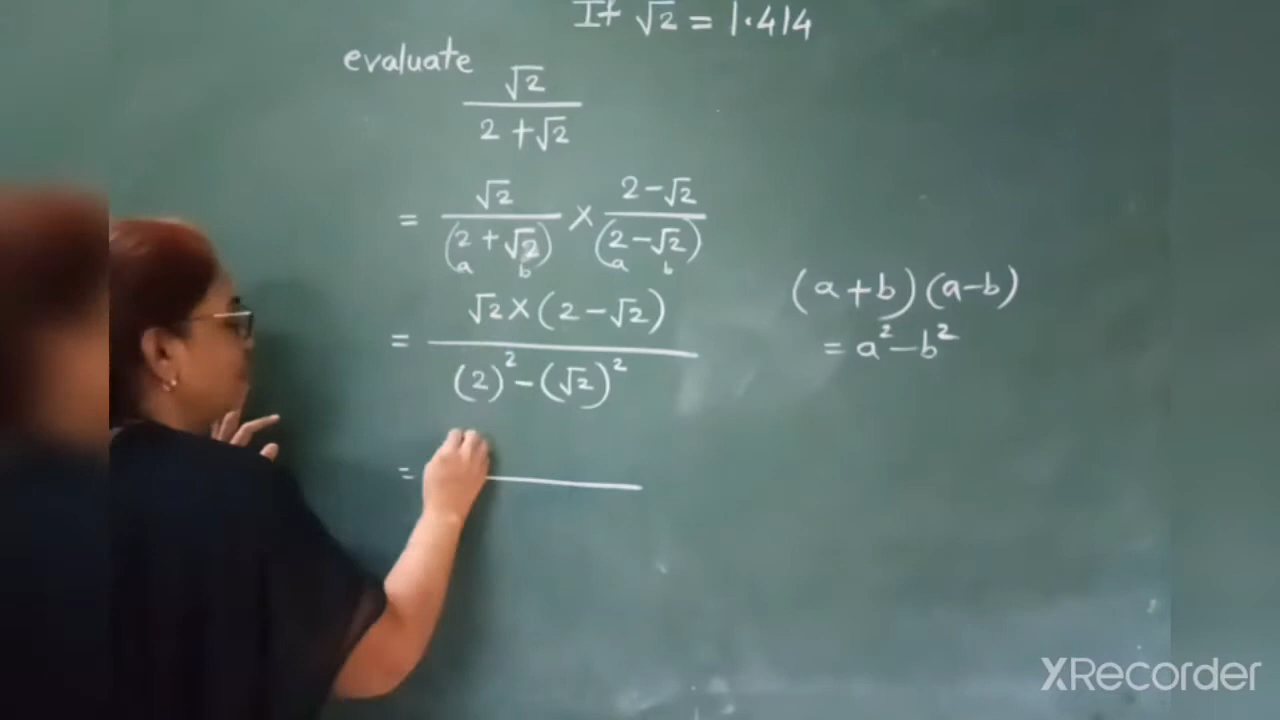 If √2 = 1.414
evaluate
√2
2 + √2
= √2 × 2 - √2
(2 + √2) (2 - √2)
a b a b
(a + b) (a - b)
= √2 × (2 - √2)
= a² - b²
(2)² - (√2)²
=
XRecorder